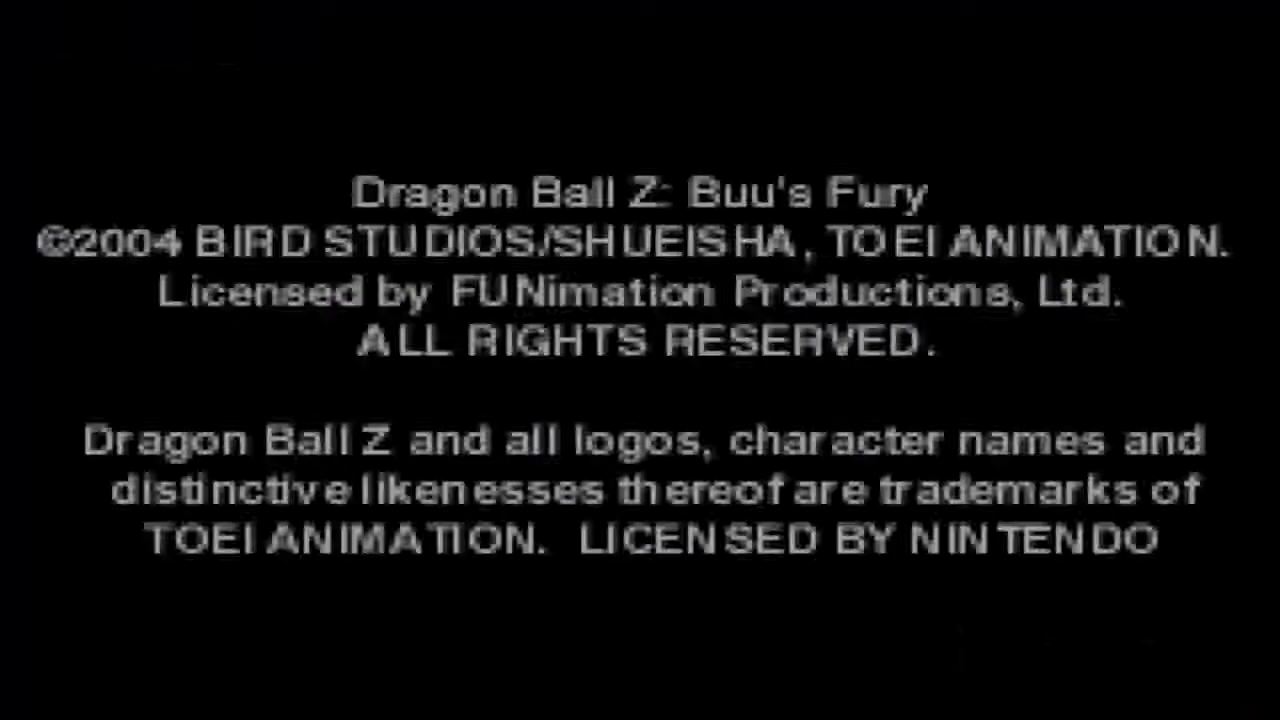 Dragon Ball Z: Buu's Fury
©2004 BIRD STUDIOS/SHUEISHA, TOEI ANIMATION.
Licensed by FUNimation Productions, Ltd.
ALL RIGHTS RESERVED.
Dragon Ball Z and all logos, character names and
distinctive likenesses thereof are trademarks of
TOEI ANIMATION. LICENSED BY NINTENDO